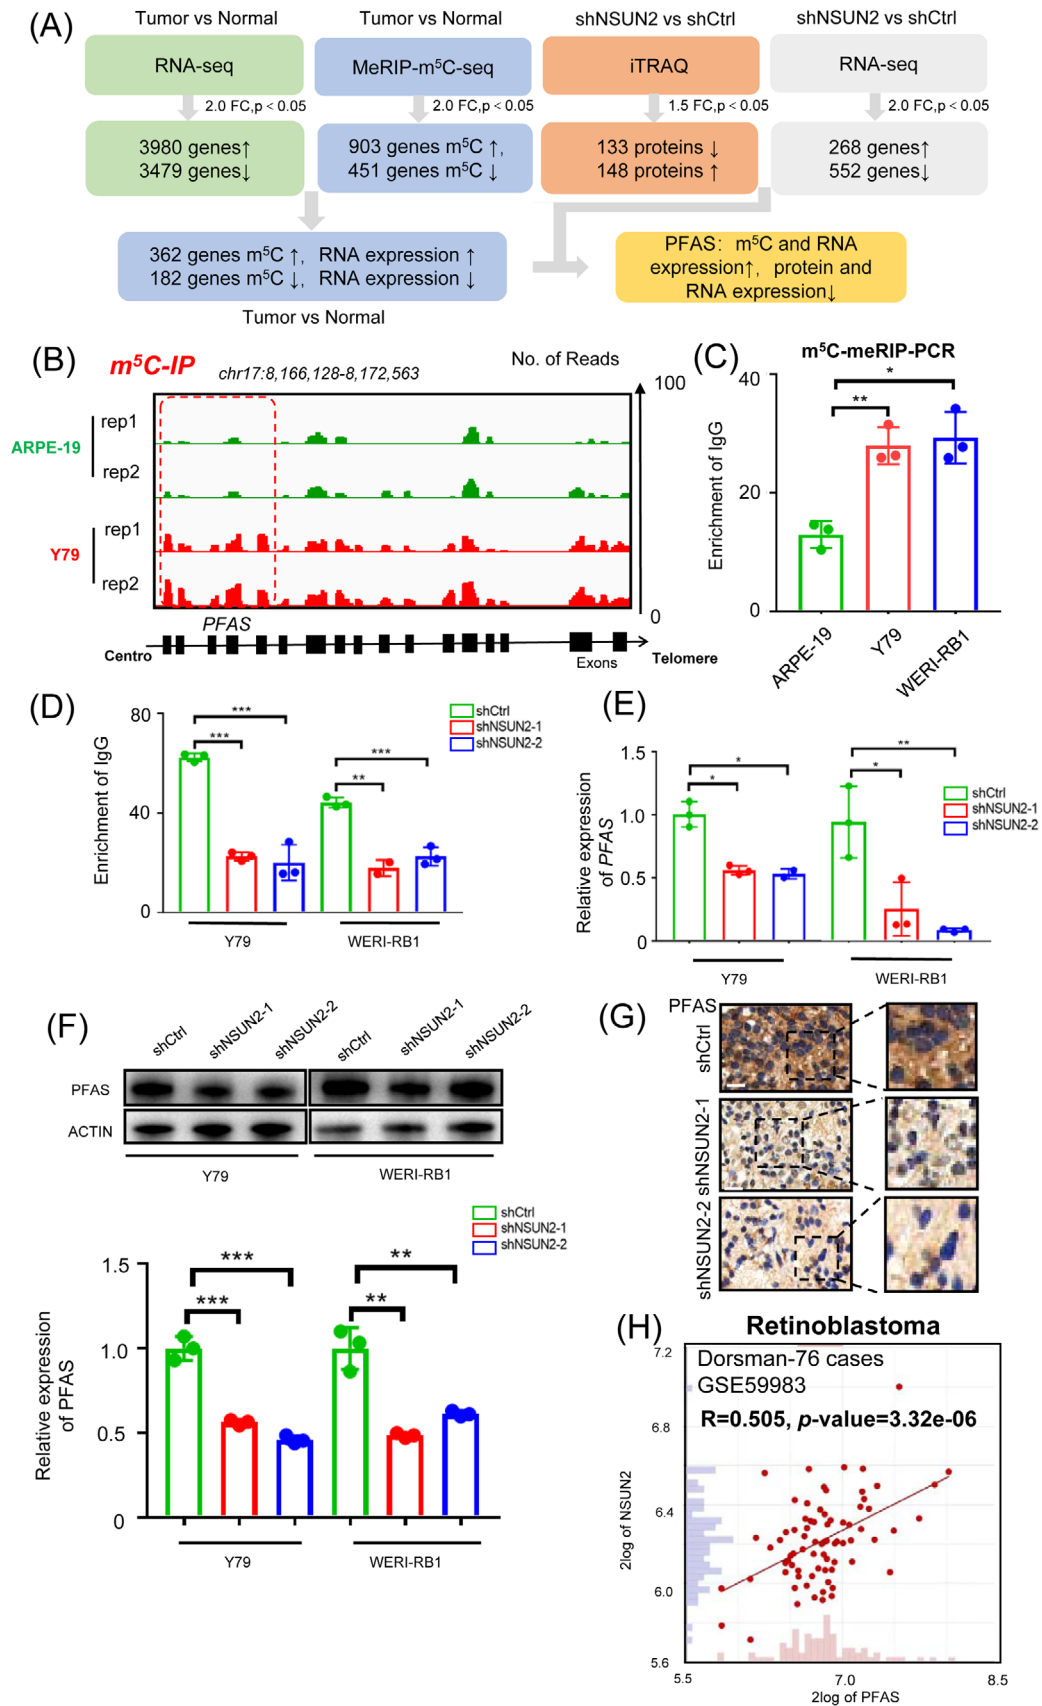 (A)
Tumor vs Normal
Tumor vs Normal
shNSUN2 vs shCtrl
shNSUN2 vs shCtrl
RNA-seq
MeRIP-m⁵C-seq
iTRAQ
RNA-seq
2.0 FC,p < 0.05
2.0 FC,p < 0.05
1.5 FC,p < 0.05
2.0 FC,p < 0.05
3980 genes↑
3479 genes↓
903 genes m⁵C ↑,
451 genes m⁵C ↓
133 proteins ↓
148 proteins ↑
268 genes↑
552 genes↓
362 genes m⁵C ↑, RNA expression ↑
182 genes m⁵C ↓, RNA expression ↓
Tumor vs Normal
PFAS: m⁵C and RNA
expression↑, protein and
RNA expression↓
(B)
m⁵C-IP
chr17:8,166,128-8,172,563
No. of Reads
100
0
ARPE-19
rep1
rep2
Y79
rep1
rep2
PFAS
Centro
Exons
Telomere
(C)
m⁵C-meRIP-PCR
Enrichment of IgG
40
20
0
*
**
ARPE-19
Y79
WERI-RB1
(D)
Enrichment of IgG
80
40
0
***
***
***
**
shCtrl
shNSUN2-1
shNSUN2-2
Y79
WERI-RB1
(E)
Relative expression
of PFAS
1.5
1.0
0.5
0
*
*
**
*
shCtrl
shNSUN2-1
shNSUN2-2
Y79
WERI-RB1
(F)
shCtrl
shNSUN2-1
shNSUN2-2
shCtrl
shNSUN2-1
shNSUN2-2
PFAS
ACTIN
Y79
WERI-RB1
shCtrl
shNSUN2-1
shNSUN2-2
Relative expression
of PFAS
1.5
1.0
0.5
0
***
***
**
**
Y79
WERI-RB1
(G)
PFAS
shCtrl
shNSUN2-1
shNSUN2-2
(H)
Retinoblastoma
Dorsman-76 cases
GSE59983
R=0.505, p-value=3.32e-06
2log of NSUN2
7.2
6.8
6.4
6.0
5.6
5.5
7.0
8.5
2log of PFAS